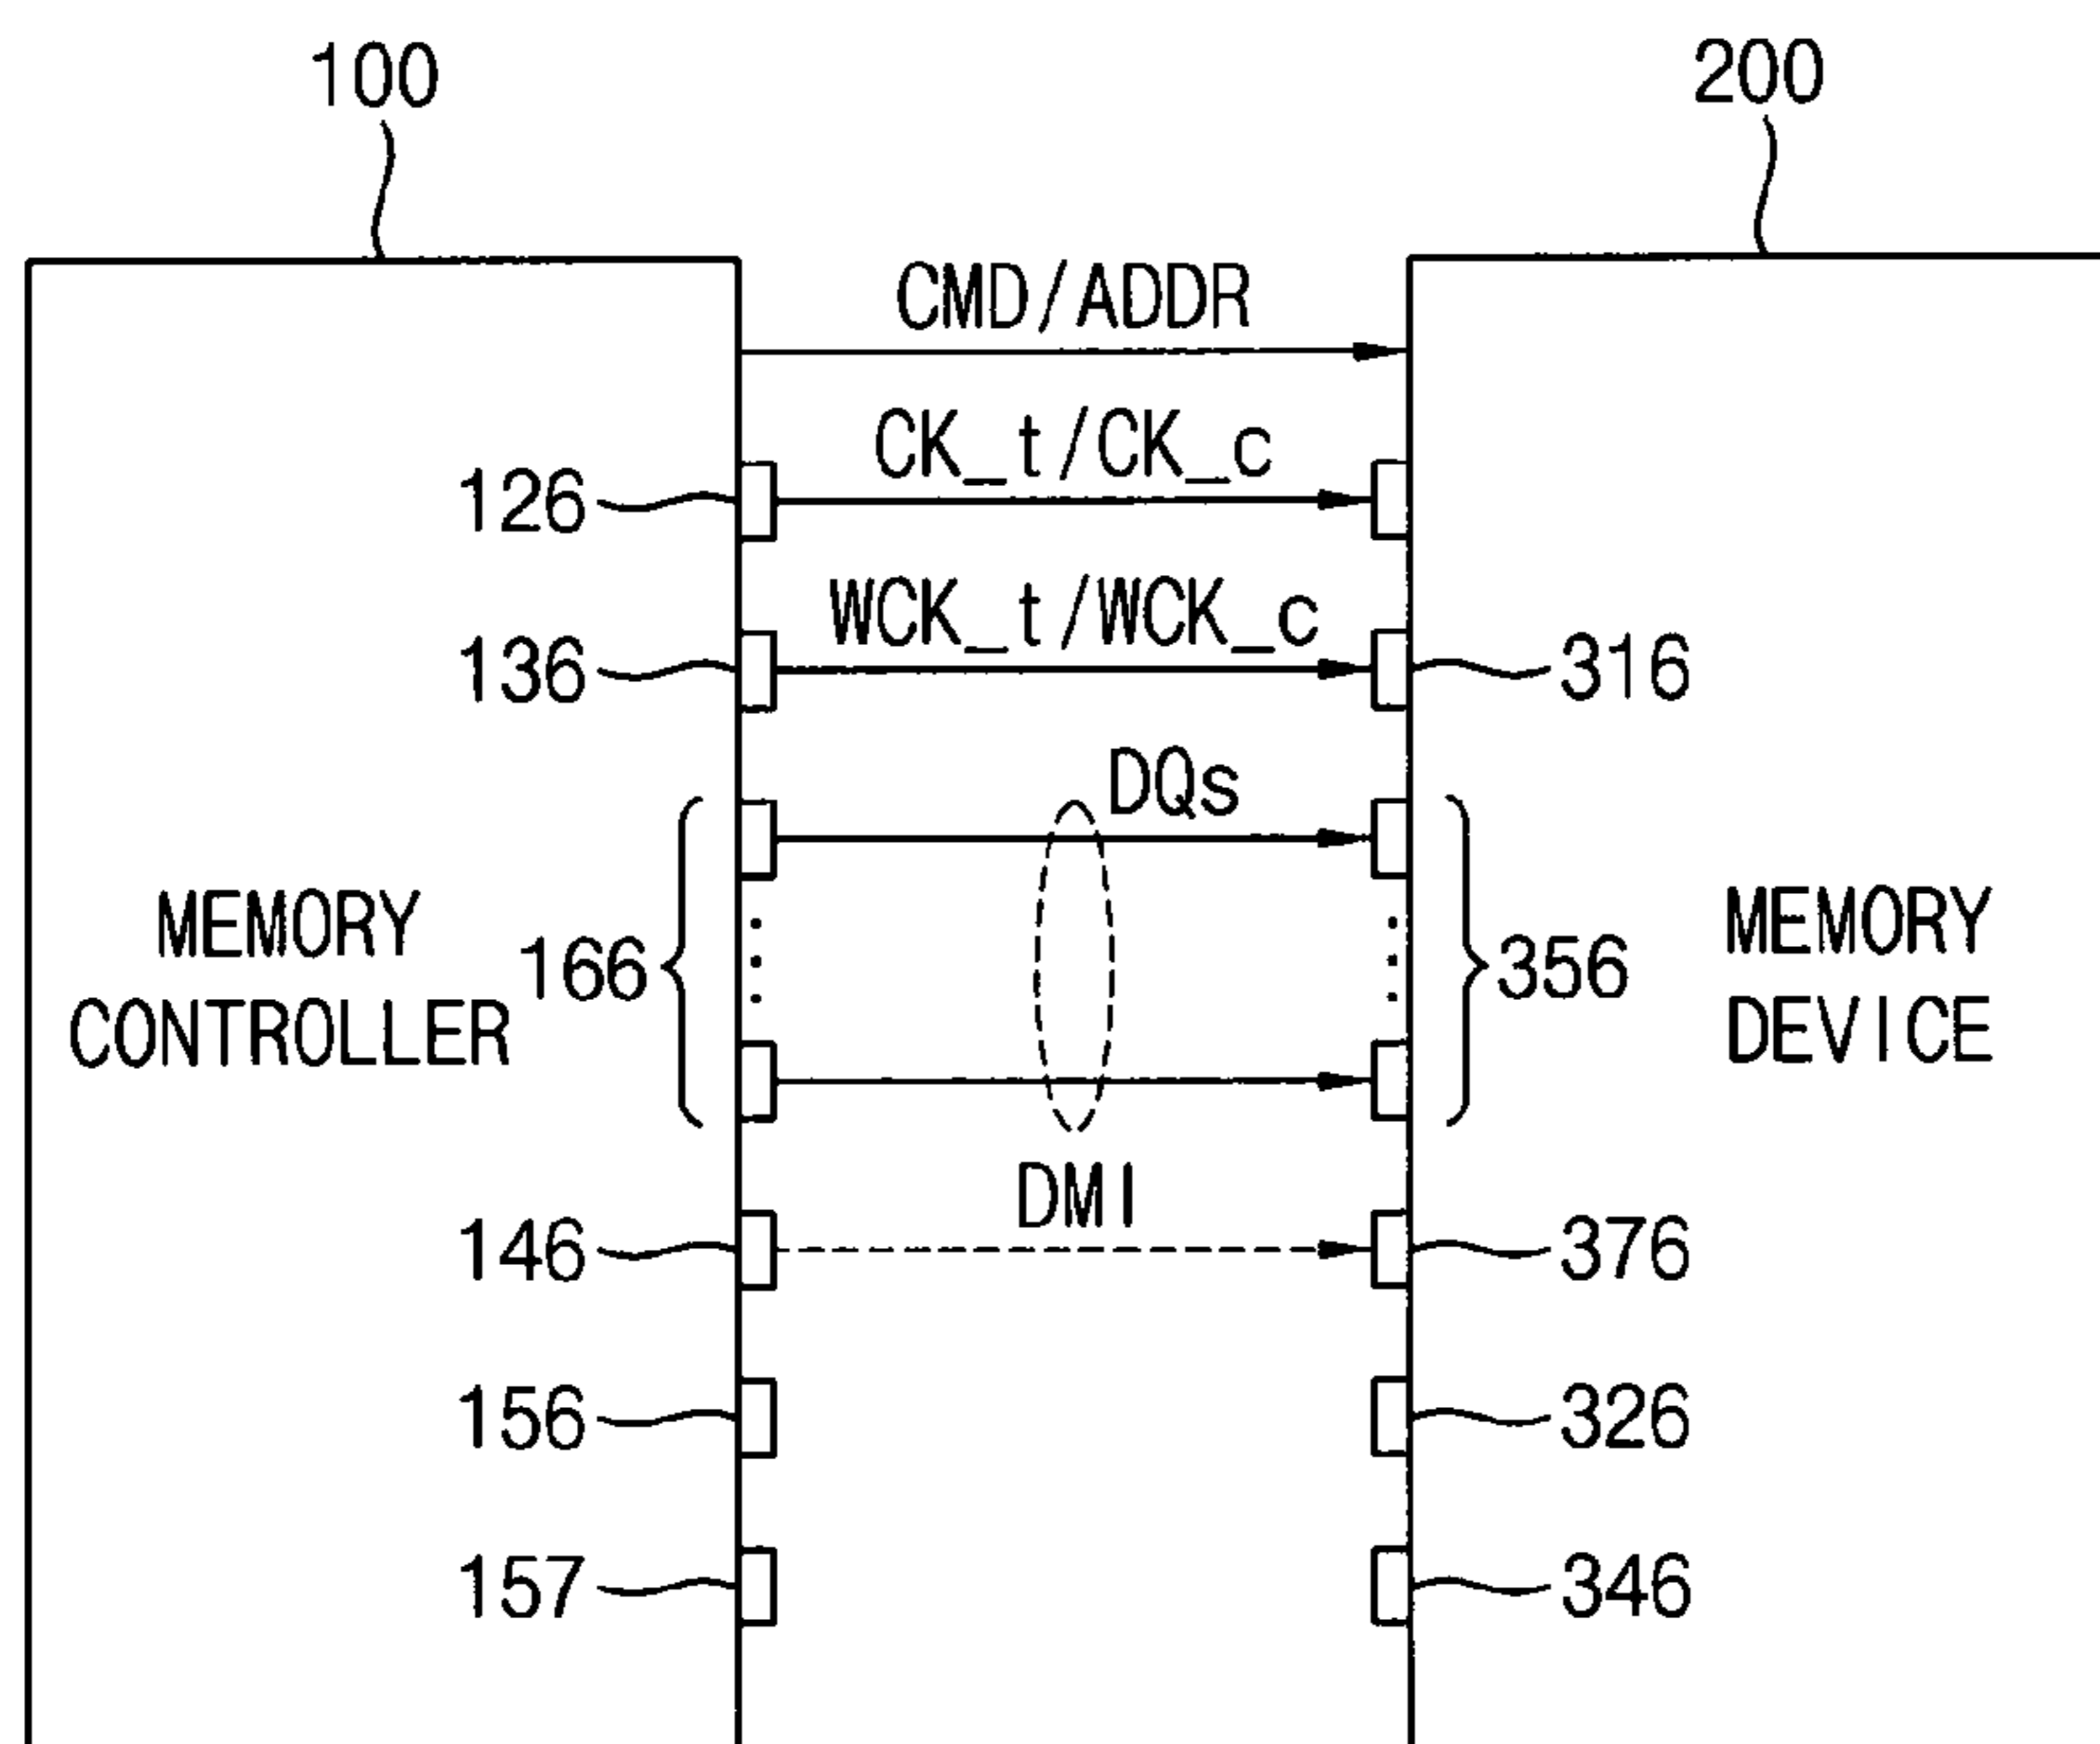 100
200
CMD/ADDR
CK_t/CK_c
126
WCK_t/WCK_c
136
316
DQs
MEMORY
CONTROLLER
166
356
MEMORY
DEVICE
DMI
146
376
156
326
157
346